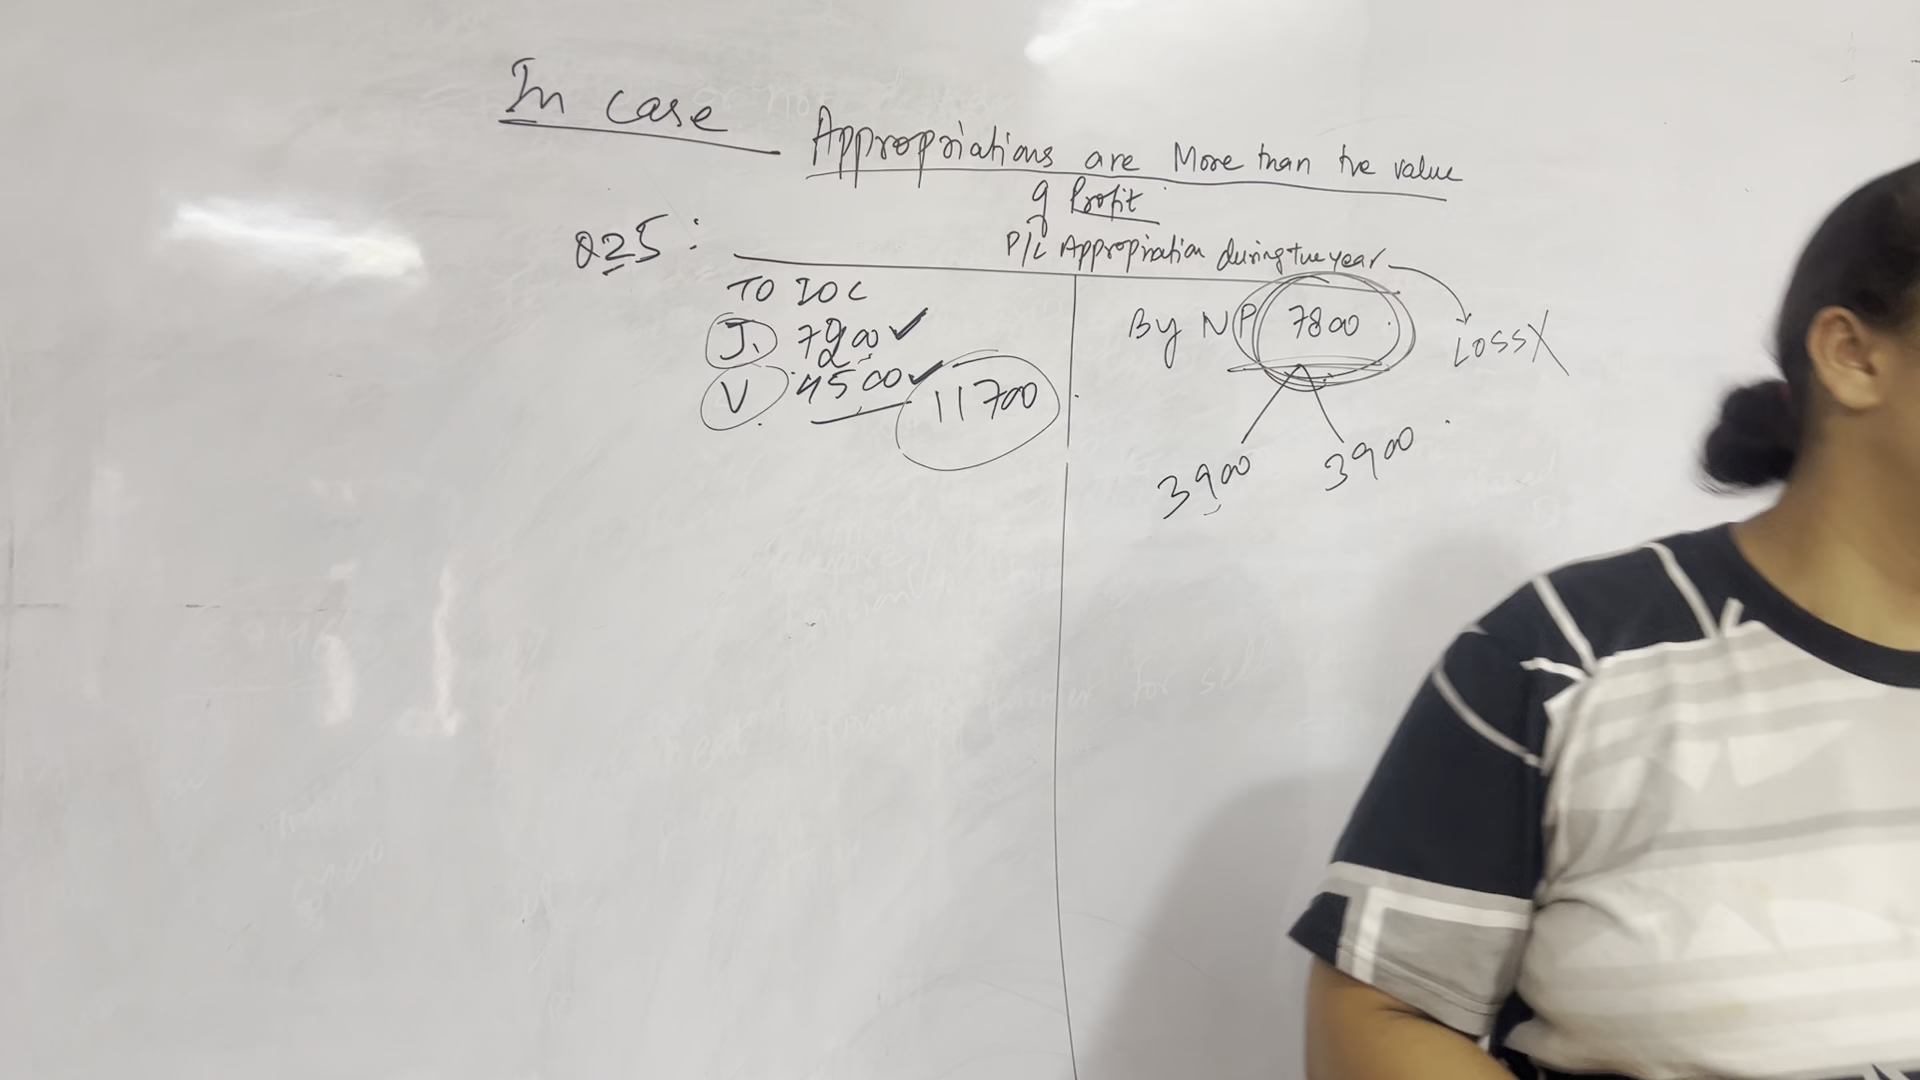 In case Appropriations are More than the value
of Profit
Q25: P/L Appropriation during the year
TO IOC
J. 7200 ✓
V 4500 ✓ 11700
By NP 7800
LOSS X
3900 3900